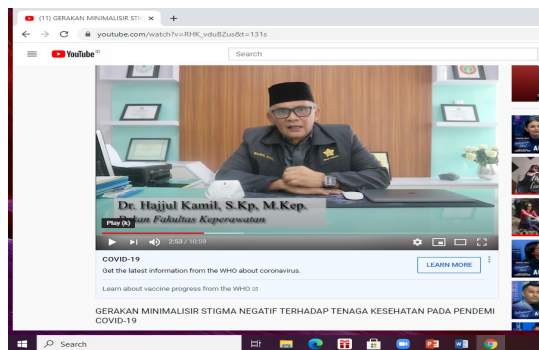 (11) GERAKAN MINIMALISIR STI
youtube.com/watch?v=RHK_vduBZus&t=131s
YouTube ID
Search
Dr. Hajjul Kamil, S.Kp, M.Kep.
Dekan Fakultas Keperawatan
Play (k)
2:53 / 10:59
COVID-19
Get the latest information from the WHO about coronavirus.
LEARN MORE
Learn about vaccine progress from the WHO
GERAKAN MINIMALISIR STIGMA NEGATIF TERHADAP TENAGA KESEHATAN PADA PENDEMI
COVID-19
Search